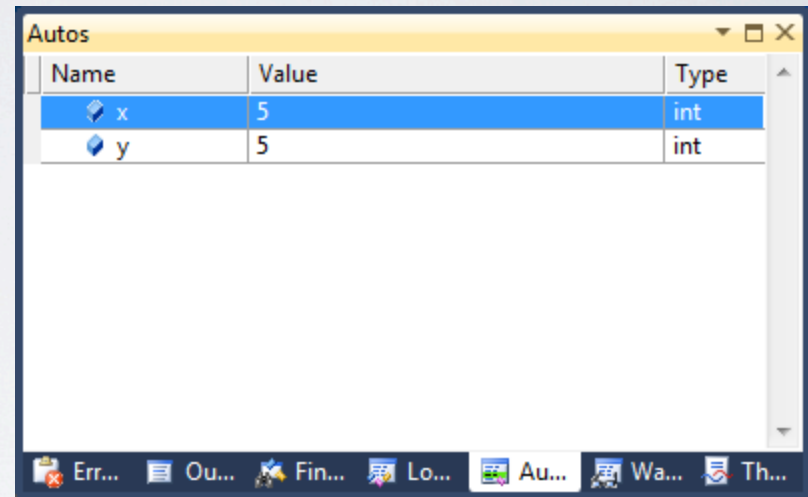 Autos
Name Value Type
x 5 int
y 5 int
Err... Ou... Fin... Lo... Au... Wa... Th...